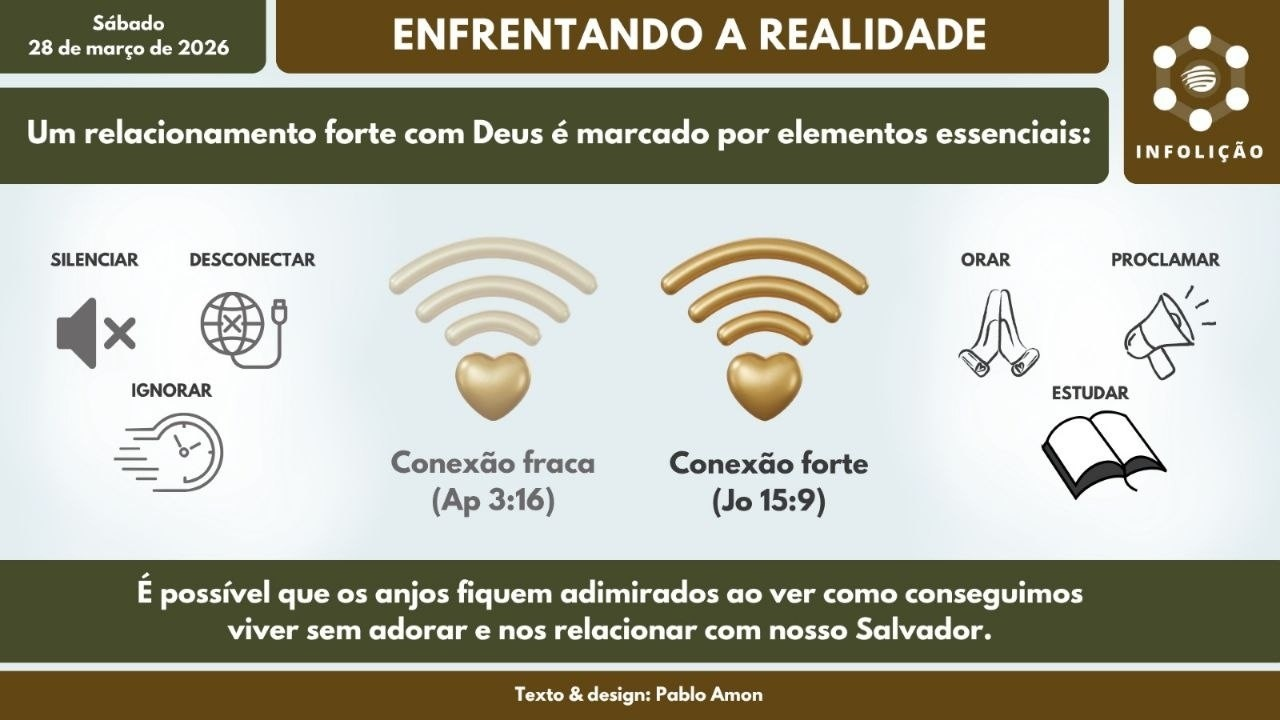 Sábado
28 de março de 2026
ENFRENTANDO A REALIDADE
INFOLIÇÃO
Um relacionamento forte com Deus é marcado por elementos essenciais:
SILENCIAR
DESCONECTAR
IGNORAR
Conexão fraca
(Ap 3:16)
Conexão forte
(Jo 15:9)
ORAR
PROCLAMAR
ESTUDAR
É possível que os anjos fiquem adimirados ao ver como conseguimos
viver sem adorar e nos relacionar com nosso Salvador.
Texto & design: Pablo Amon